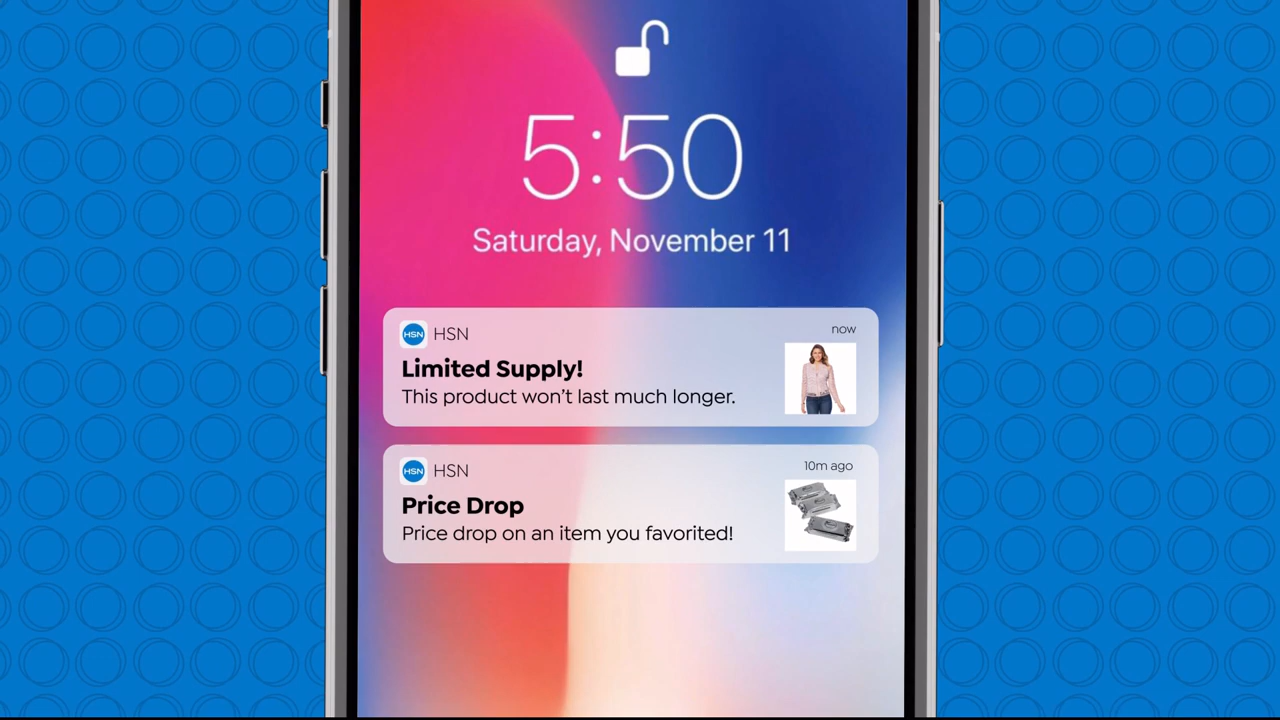 5:50
Saturday, November 11
HSN HSN now
Limited Supply!
This product won't last much longer.
HSN HSN 10m ago
Price Drop
Price drop on an item you favorited!